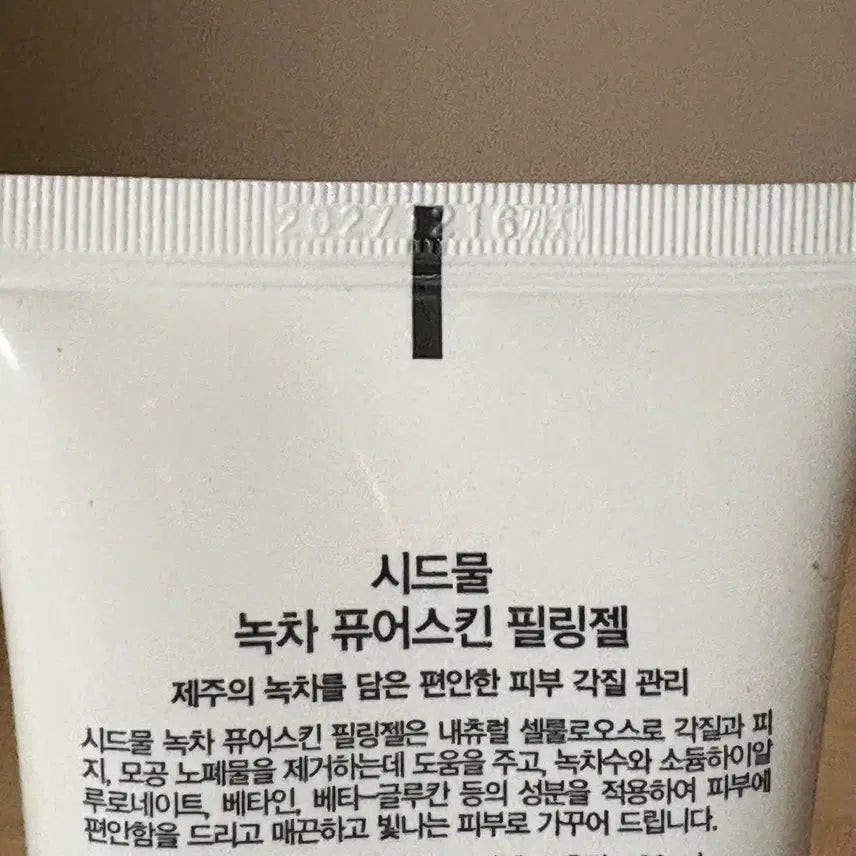 20271216까지
시드물
녹차 퓨어스킨 필링젤
제주의 녹차를 담은 편안한 피부 각질 관리
시드물 녹차 퓨어스킨 필링젤은 내츄럴 셀룰로오스로 각질과 피
지, 모공 노폐물을 제거하는데 도움을 주고, 녹차수와 소듐하이알
루로네이트, 베타인, 베타-글루칸 등의 성분을 적용하여 피부에
편안함을 드리고 매끈하고 빛나는 피부로 가꾸어 드립니다.